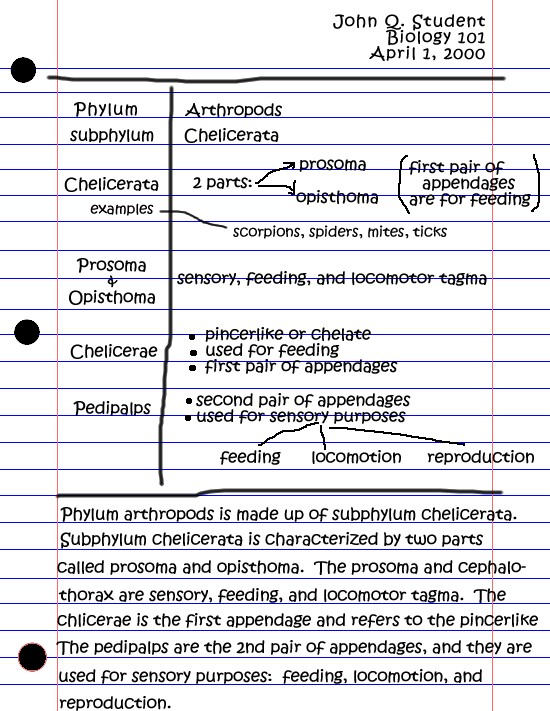 John Q. Student
Biology 101
April 1, 2000
Phylum Arthropods
subphylum Chelicerata
Chelicerata 2 parts: prosoma opisthoma (first pair of appendages are for feeding)
examples scorpions, spiders, mites, ticks
Prosoma & Opisthoma sensory, feeding, and locomotor tagma
Chelicerae • pincerlike or chelate
• used for feeding
• first pair of appendages
Pedipalps • second pair of appendages
• used for sensory purposes
feeding locomotion reproduction
Phylum arthropods is made up of subphylum chelicerata.
Subphylum chelicerata is characterized by two parts
called prosoma and opisthoma. The prosoma and cephalo-
thorax are sensory, feeding, and locomotor tagma. The
chlicerae is the first appendage and refers to the pincerlike
The pedipalps are the 2nd pair of appendages, and they are
used for sensory purposes: feeding, locomotion, and
reproduction.